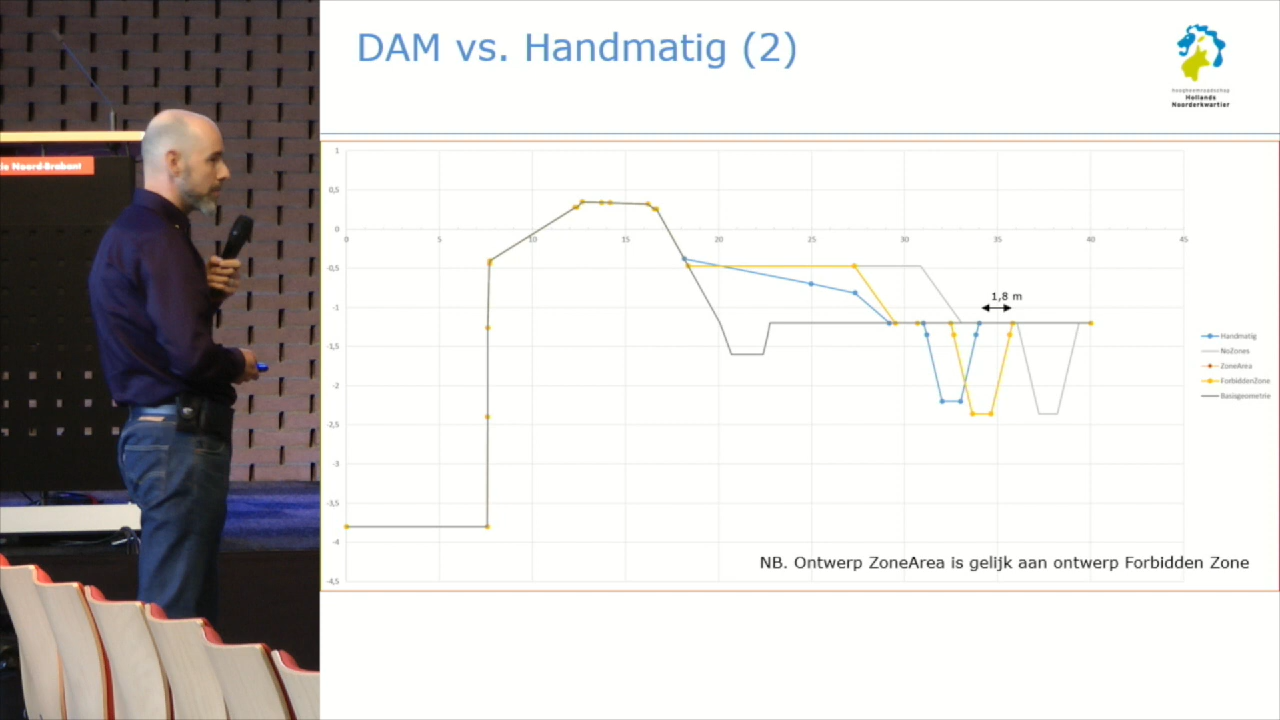 DAM vs. Handmatig (2)
hoogheemraadschap
Hollands
Noorderkwartier
ie Noord-Brabant
1
0,5
0
0 5 10 15 20 25 30 35 40 45
-0,5
-1
1,8 m
-1,5
-2
-2,5
-3
-3,5
-4
-4,5
Handmatig
NoZones
ZoneArea
ForbiddenZone
Basisgeometrie
NB. Ontwerp ZoneArea is gelijk aan ontwerp Forbidden Zone